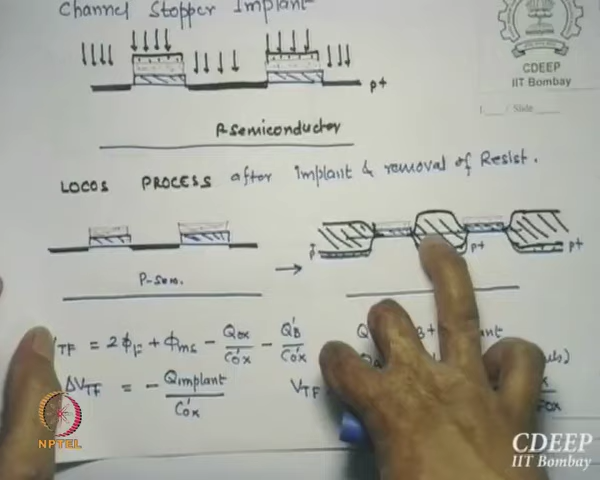 Channel Stopper Implant
CDEEP
IIT Bombay
Slide
P+
P-semiconductor
LOCOS PROCESS after implant & removal of Resist.
P-sem.
P+
P+
VTF = 2ϕF + ϕms - Qox/C'ox - Q'B/C'ox
ΔVTF = - Qimplant/C'ox
VTF
NPTEL
CDEEP
IIT Bombay